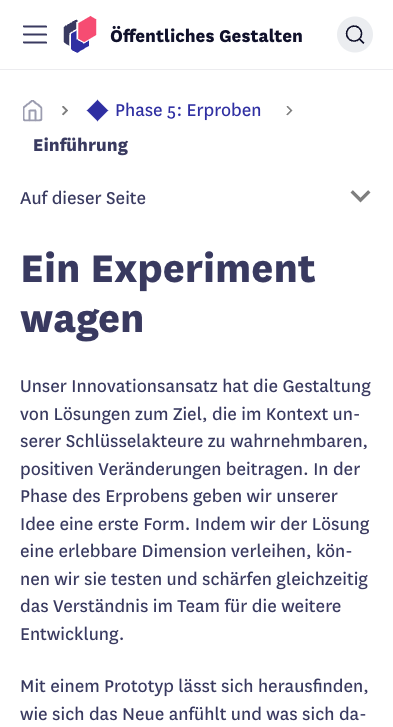 Öffentliches Gestalten
Phase 5: Erproben
Einführung
Auf dieser Seite
Ein Experiment
wagen
Unser Innovationsansatz hat die Gestaltung
von Lösungen zum Ziel, die im Kontext un-
serer Schlüsselakteure zu wahrnehmbaren,
positiven Veränderungen beitragen. In der
Phase des Erprobens geben wir unserer
Idee eine erste Form. Indem wir der Lösung
eine erlebbare Dimension verleihen, kön-
nen wir sie testen und schärfen gleichzeitig
das Verständnis im Team für die weitere
Entwicklung.
Mit einem Prototyp lässt sich herausfinden,
wie sich das Neue anfühlt und was sich da-